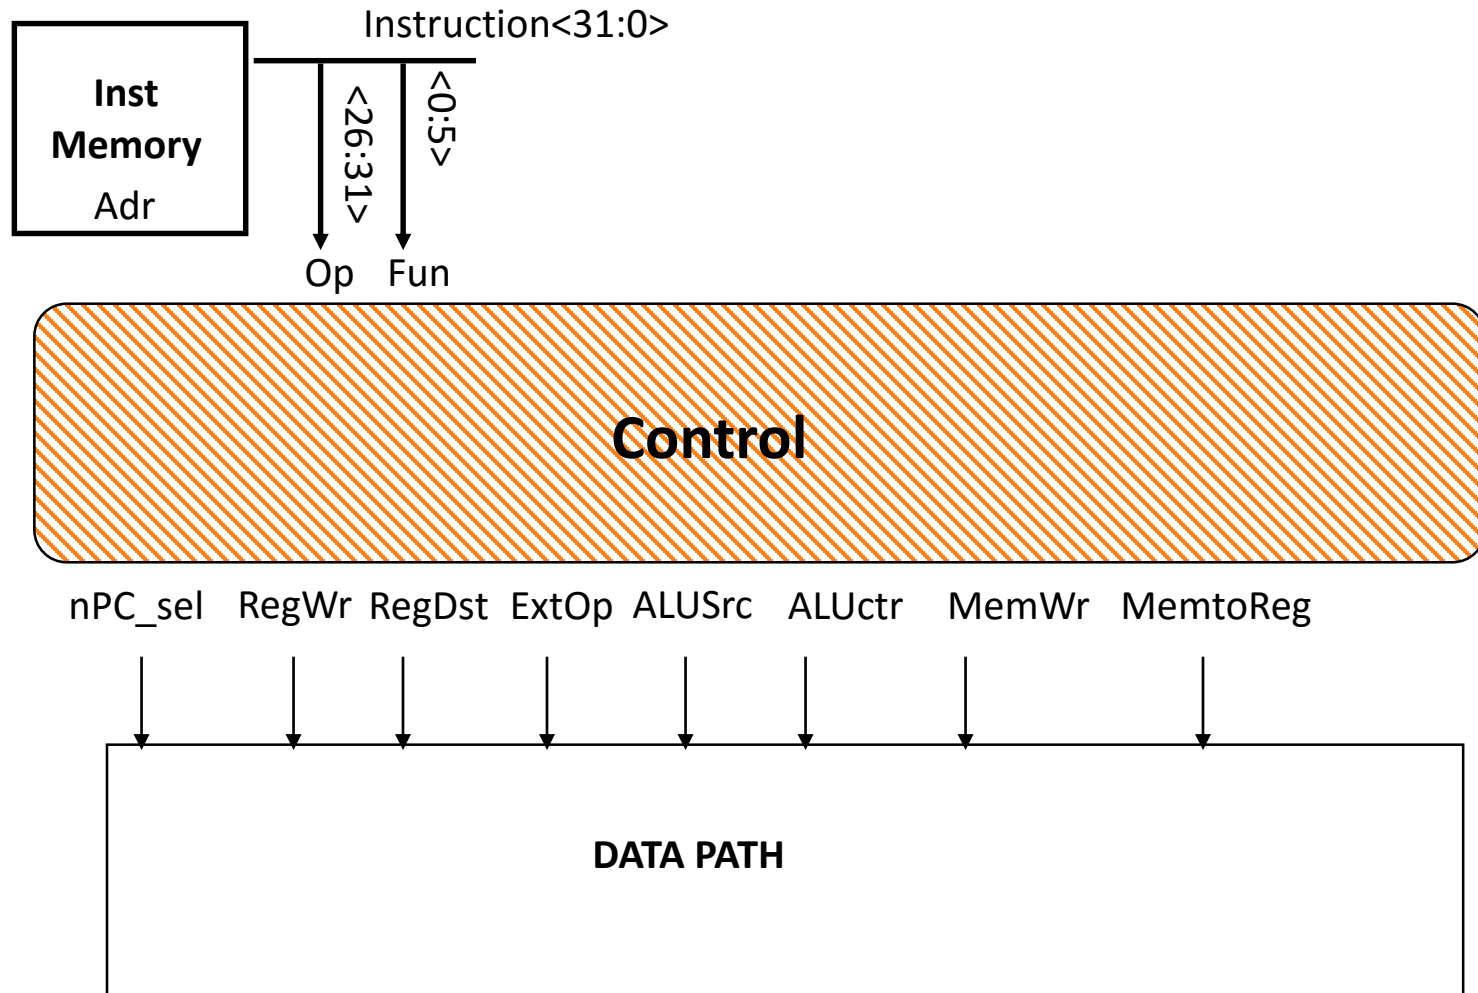 Instruction<31:0>
Inst
Memory
Adr
<26:31>
<0:5>
Op Fun
Control
nPC_sel RegWr RegDst ExtOp ALUSrc ALUctr MemWr MemtoReg
DATA PATH